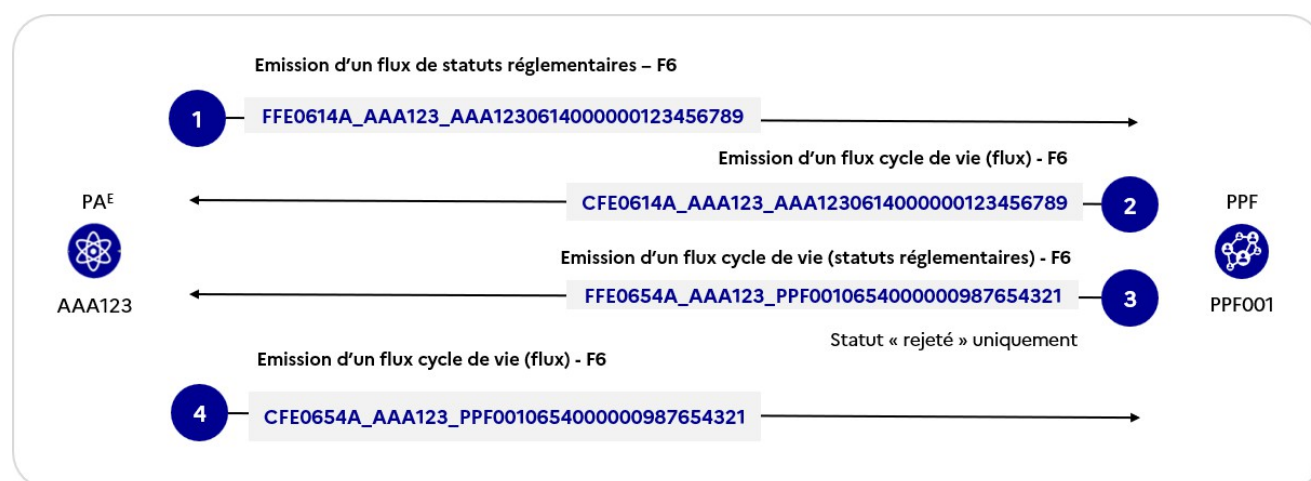 Emission d'un flux de statuts réglementaires – F6
1
FFE0614A_AAA123_AAA1230614000000123456789
Emission d'un flux cycle de vie (flux) - F6
CFE0614A_AAA123_AAA1230614000000123456789
2
PAᴱ
PPF
Emission d'un flux cycle de vie (statuts réglementaires) - F6
FFE0654A_AAA123_PPF0010654000000987654321
3
AAA123
PPF001
Statut « rejeté » uniquement
Emission d'un flux cycle de vie (flux) - F6
4
CFE0654A_AAA123_PPF0010654000000987654321